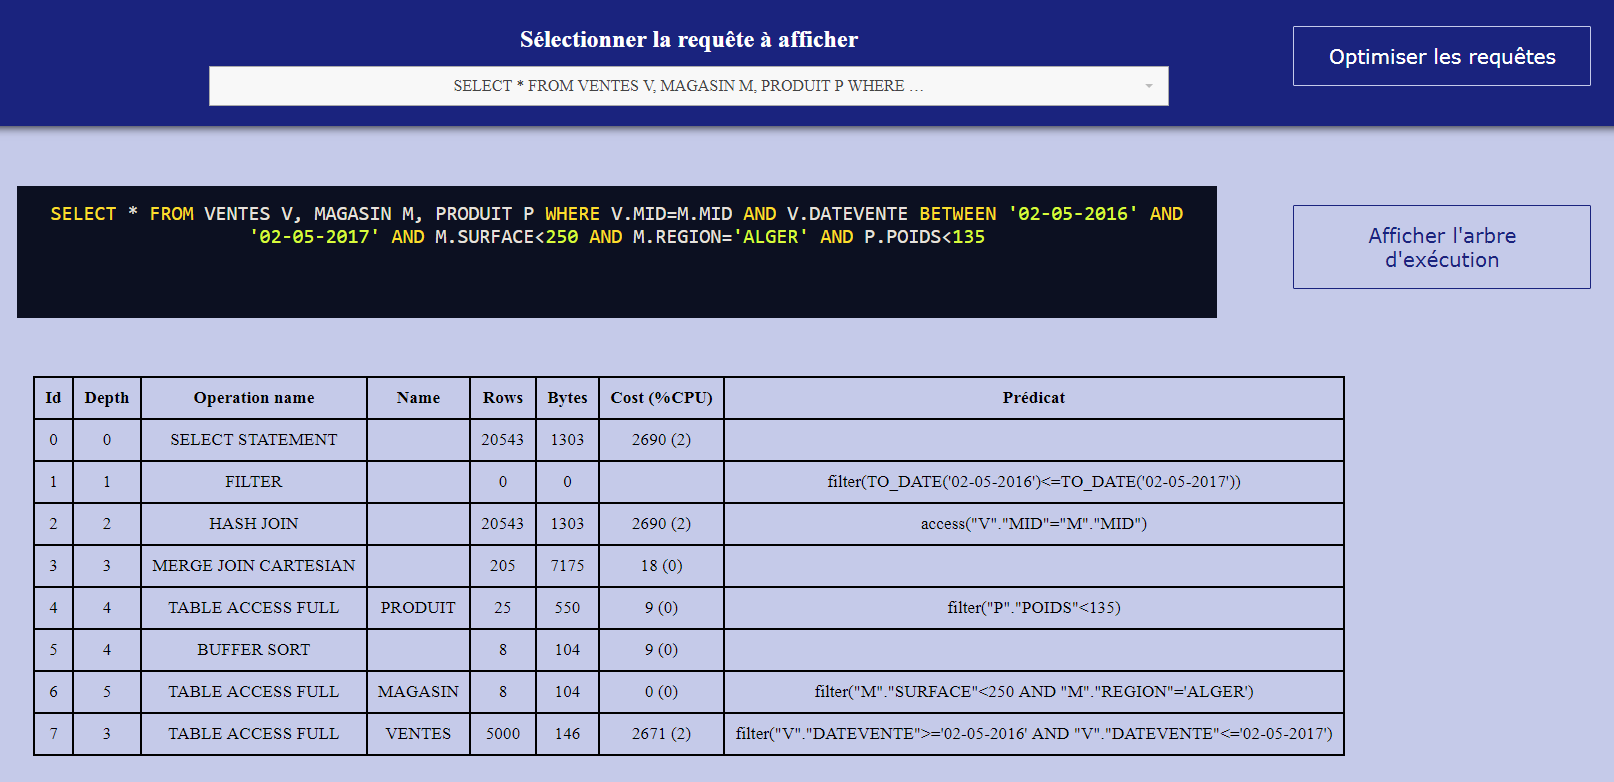 Sélectionner la requête à afficher
SELECT * FROM VENTES V, MAGASIN M, PRODUIT P WHERE ...
Optimiser les requêtes
SELECT * FROM VENTES V, MAGASIN M, PRODUIT P WHERE V.MID=M.MID AND V.DATEVENTE BETWEEN '02-05-2016' AND
'02-05-2017' AND M.SURFACE<250 AND M.REGION='ALGER' AND P.POIDS<135
Afficher l'arbre
d'exécution
Id Depth Operation name Name Rows Bytes Cost (%CPU) Prédicat
0 0 SELECT STATEMENT 20543 1303 2690 (2)
1 1 FILTER 0 0 filter(TO_DATE('02-05-2016')<=TO_DATE('02-05-2017'))
2 2 HASH JOIN 20543 1303 2690 (2) access("V"."MID"="M"."MID")
3 3 MERGE JOIN CARTESIAN 205 7175 18 (0)
4 4 TABLE ACCESS FULL PRODUIT 25 550 9 (0) filter("P"."POIDS"<135)
5 4 BUFFER SORT 8 104 9 (0)
6 5 TABLE ACCESS FULL MAGASIN 8 104 0 (0) filter("M"."SURFACE"<250 AND "M"."REGION"='ALGER')
7 3 TABLE ACCESS FULL VENTES 5000 146 2671 (2) filter("V"."DATEVENTE">='02-05-2016' AND "V"."DATEVENTE"<='02-05-2017')